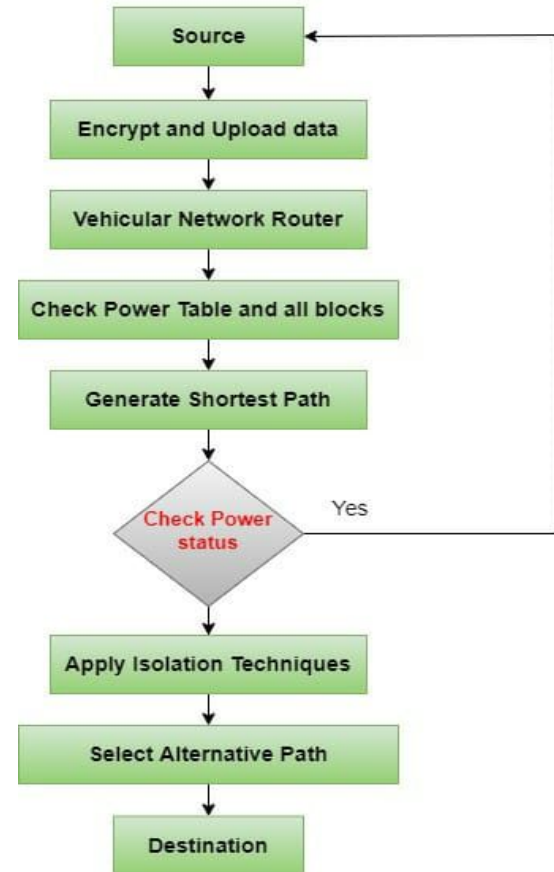 Source
Encrypt and Upload data
Vehicular Network Router
Check Power Table and all blocks
Generate Shortest Path
Check Power
status
Yes
Apply Isolation Techniques
Select Alternative Path
Destination